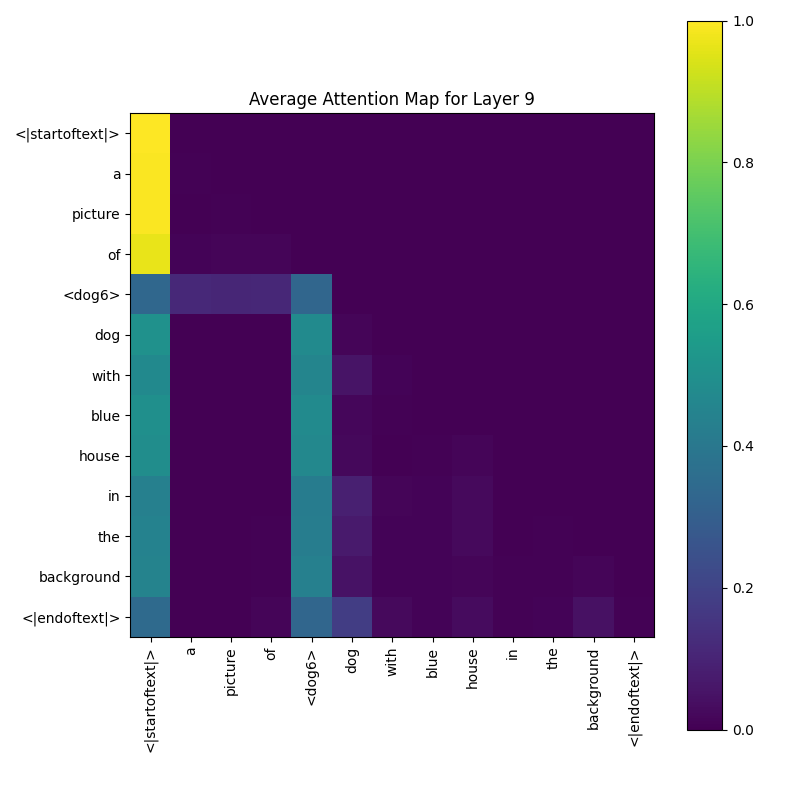 Average Attention Map for Layer 9
<|startoftext|>
a
picture
of
<dog6>
dog
with
blue
house
in
the
background
<|endoftext|>
<|startoftext|>
a
picture
of
<dog6>
dog
with
blue
house
in
the
background
<|endoftext|>
1.0
0.8
0.6
0.4
0.2
0.0